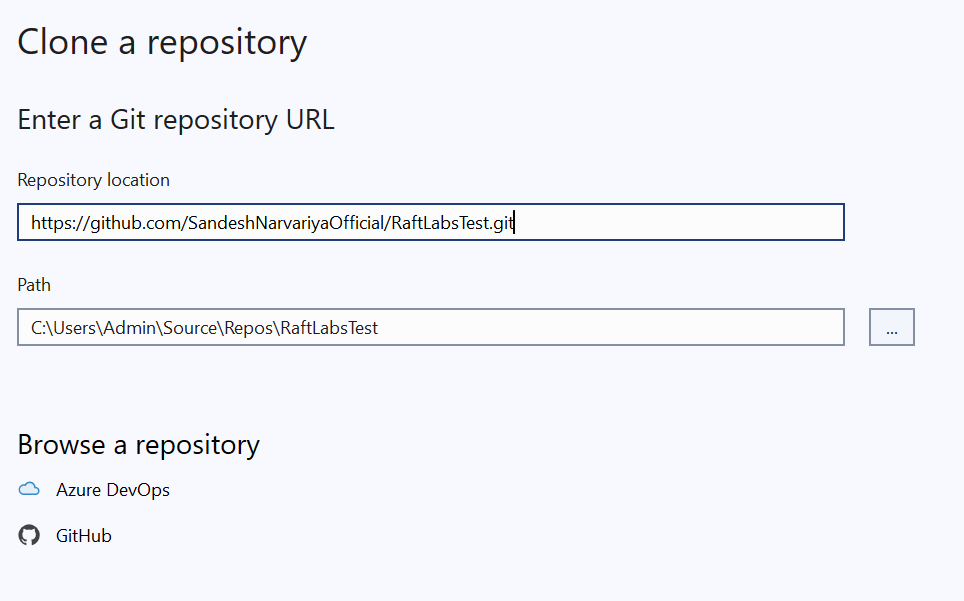 Clone a repository
Enter a Git repository URL
Repository location
https://github.com/SandeshNarvariyaOfficial/RaftLabsTest.git
Path
C:\Users\Admin\Source\Repos\RaftLabsTest
...
Browse a repository
Azure DevOps
GitHub